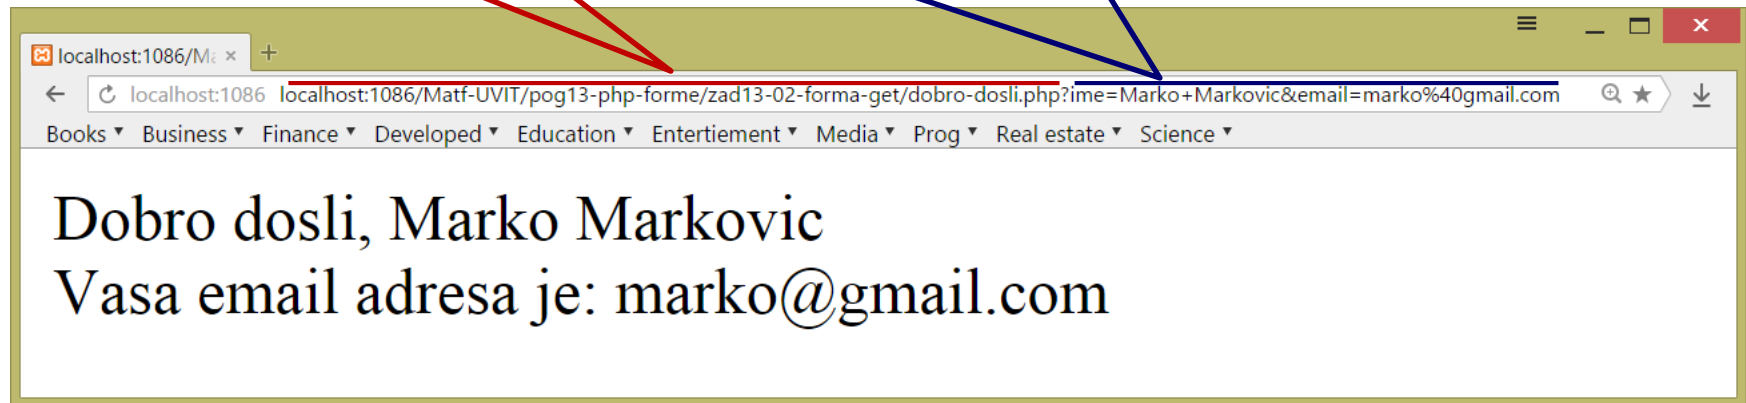 localhost:1086/Ma
localhost:1086 localhost:1086/Matf-UVIT/pog13-php-forme/zad13-02-forma-get/dobro-dosli.php?ime=Marko+Markovic&email=marko%40gmail.com
Books Business Finance Developed Education Entertiement Media Prog Real estate Science
Dobro dosli, Marko Markovic
Vasa email adresa je: marko@gmail.com